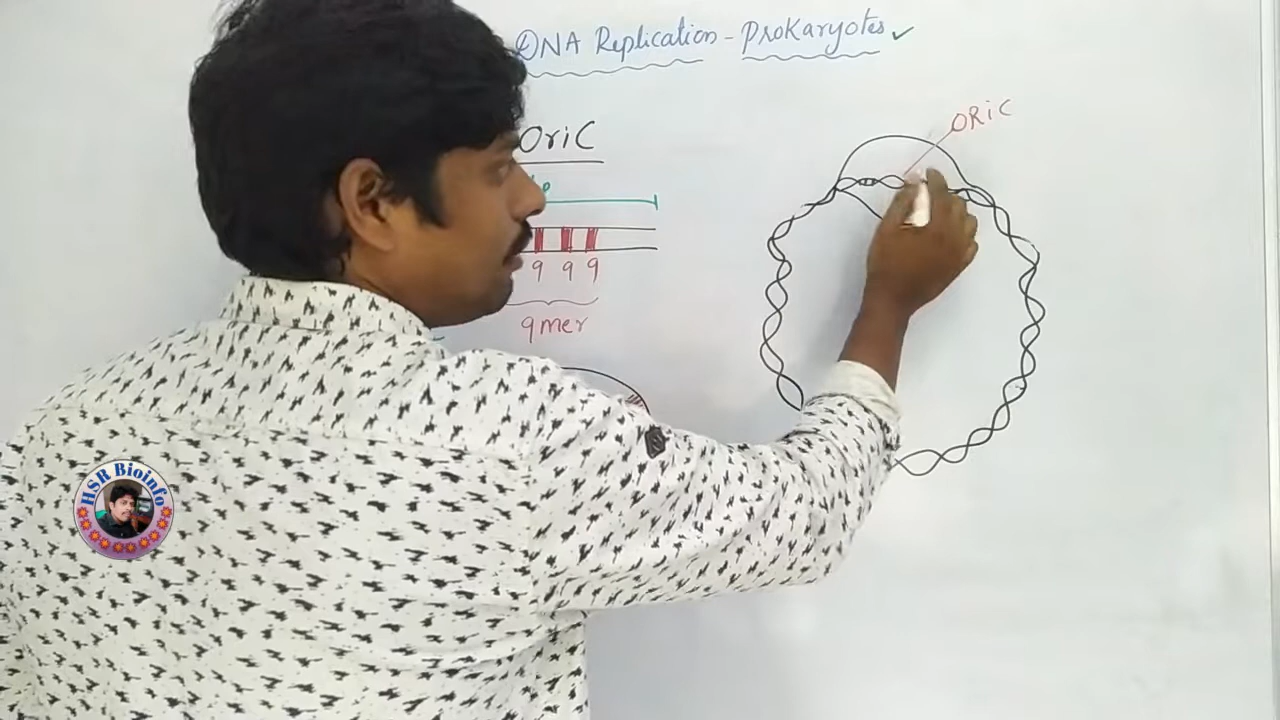 DNA Replication - Prokaryotes
OriC
ORiC
9 9 9
9mer
HSR Bioinfo